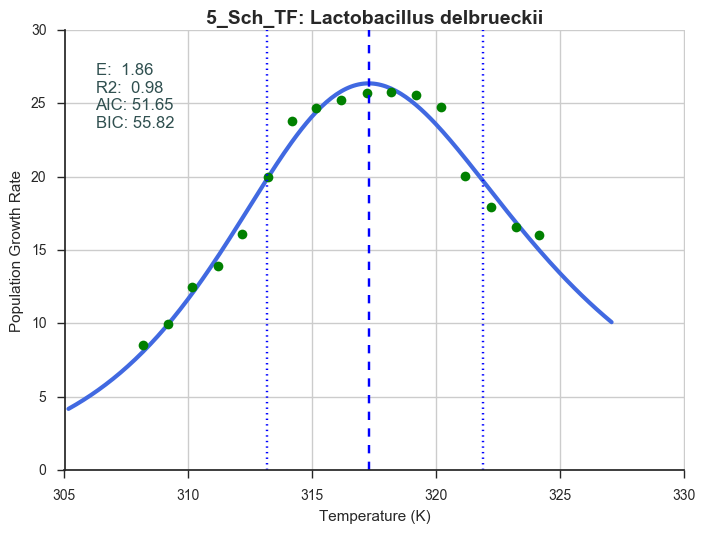 5_Sch_TF: Lactobacillus delbrueckii
E:  1.86
R2:  0.98
AIC: 51.65
BIC: 55.82
Population Growth Rate
30
25
20
15
10
5
0
305 310 315 320 325 330
Temperature (K)